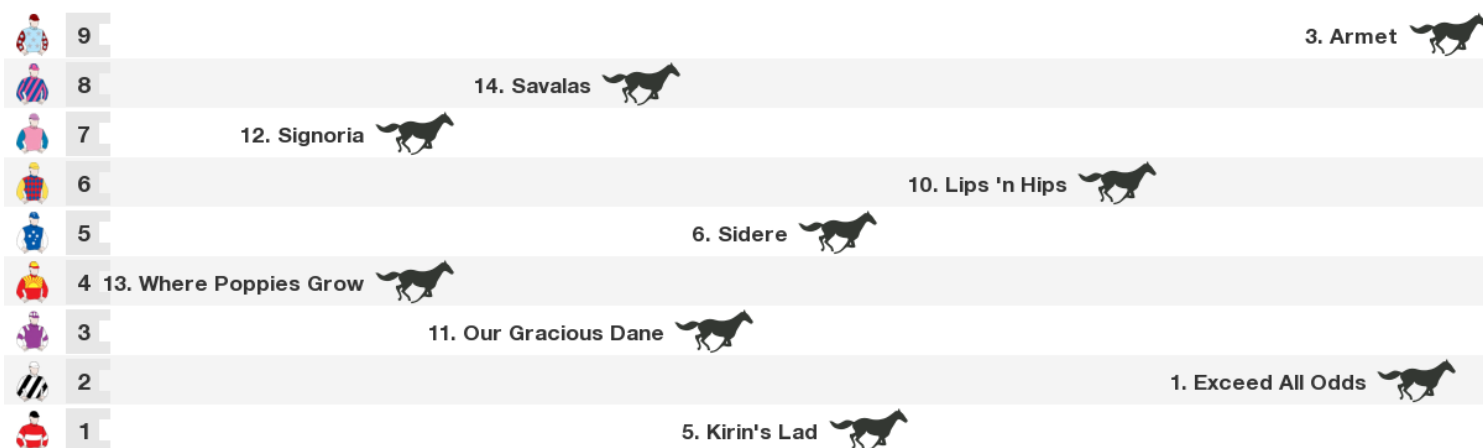 9 3. Armet
8 14. Savalas
7 12. Signoria
6 10. Lips 'n Hips
5 6. Sidere
4 13. Where Poppies Grow
3 11. Our Gracious Dane
2 1. Exceed All Odds
1 5. Kirin's Lad